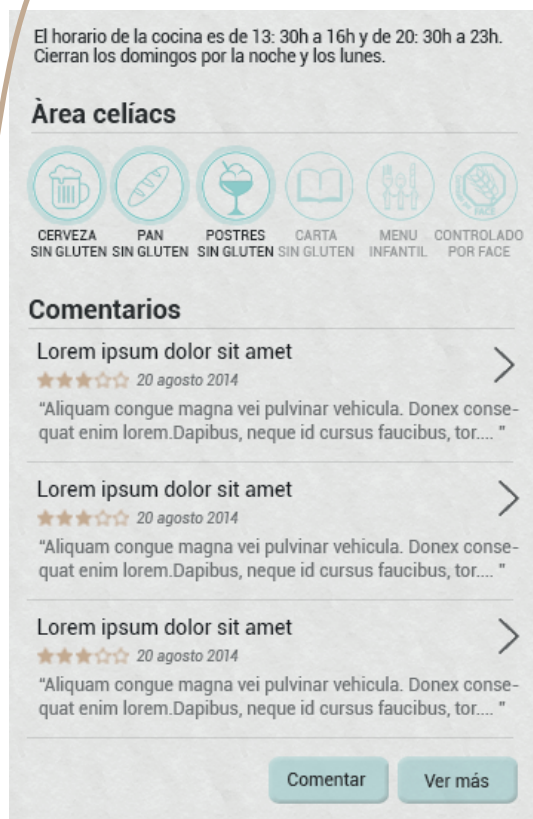 El horario de la cocina es de 13: 30h a 16h y de 20: 30h a 23h.
Cierran los domingos por la noche y los lunes.
Àrea celíacs
CERVEZA SIN GLUTEN
PAN SIN GLUTEN
POSTRES SIN GLUTEN
CARTA SIN GLUTEN
MENU INFANTIL
CONTROLADO POR FACE
Comentarios
Lorem ipsum dolor sit amet
20 agosto 2014
“Aliquam congue magna vei pulvinar vehicula. Donex conse-
quat enim lorem.Dapibus, neque id cursus faucibus, tor.... ”
Lorem ipsum dolor sit amet
20 agosto 2014
“Aliquam congue magna vei pulvinar vehicula. Donex conse-
quat enim lorem.Dapibus, neque id cursus faucibus, tor.... ”
Lorem ipsum dolor sit amet
20 agosto 2014
“Aliquam congue magna vei pulvinar vehicula. Donex conse-
quat enim lorem.Dapibus, neque id cursus faucibus, tor.... ”
Comentar
Ver más